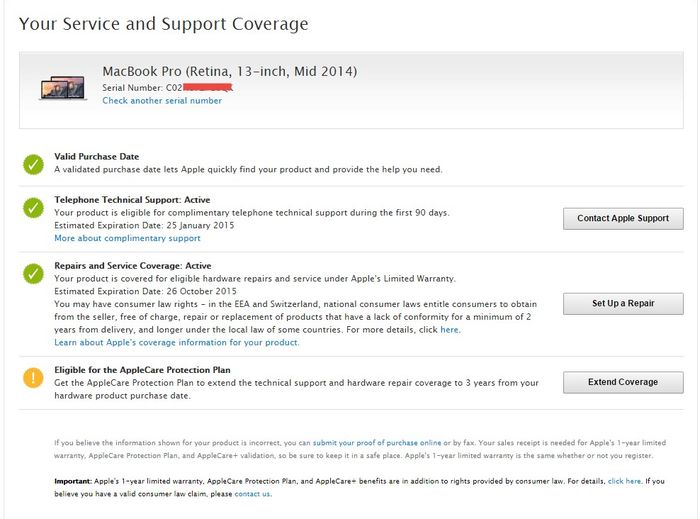 Your Service and Support Coverage
MacBook Pro (Retina, 13-inch, Mid 2014)
Serial Number: C02
Check another serial number
Valid Purchase Date
A validated purchase date lets Apple quickly find your product and provide the help you need.
Telephone Technical Support: Active
Your product is eligible for complimentary telephone technical support during the first 90 days.
Estimated Expiration Date: 25 January 2015
More about complimentary support
Contact Apple Support
Repairs and Service Coverage: Active
Your product is covered for eligible hardware repairs and service under Apple's Limited Warranty.
Estimated Expiration Date: 26 October 2015
You may have consumer law rights - in the EEA and Switzerland, national consumer laws entitle consumers to obtain
from the seller, free of charge, repair or replacement of products that have a lack of conformity for a minimum of 2
years from delivery, and longer under the local law of some countries. For more details, click here.
Learn about Apple's coverage information for your product.
Set Up a Repair
Eligible for the AppleCare Protection Plan
Get the AppleCare Protection Plan to extend the technical support and hardware repair coverage to 3 years from your
hardware product purchase date.
Extend Coverage
If you believe the information shown for your product is incorrect, you can submit your proof of purchase online or by fax. Your sales receipt is needed for Apple's 1-year limited
warranty, AppleCare Protection Plan, and AppleCare+ validation, so be sure to keep it in a safe place. Apple's 1-year limited warranty is the same whether or not you register.
Important: Apple's 1-year limited warranty, AppleCare Protection Plan, and AppleCare+ benefits are in addition to rights provided by consumer law. For details, click here. If
you believe you have a valid consumer law claim, please contact us.